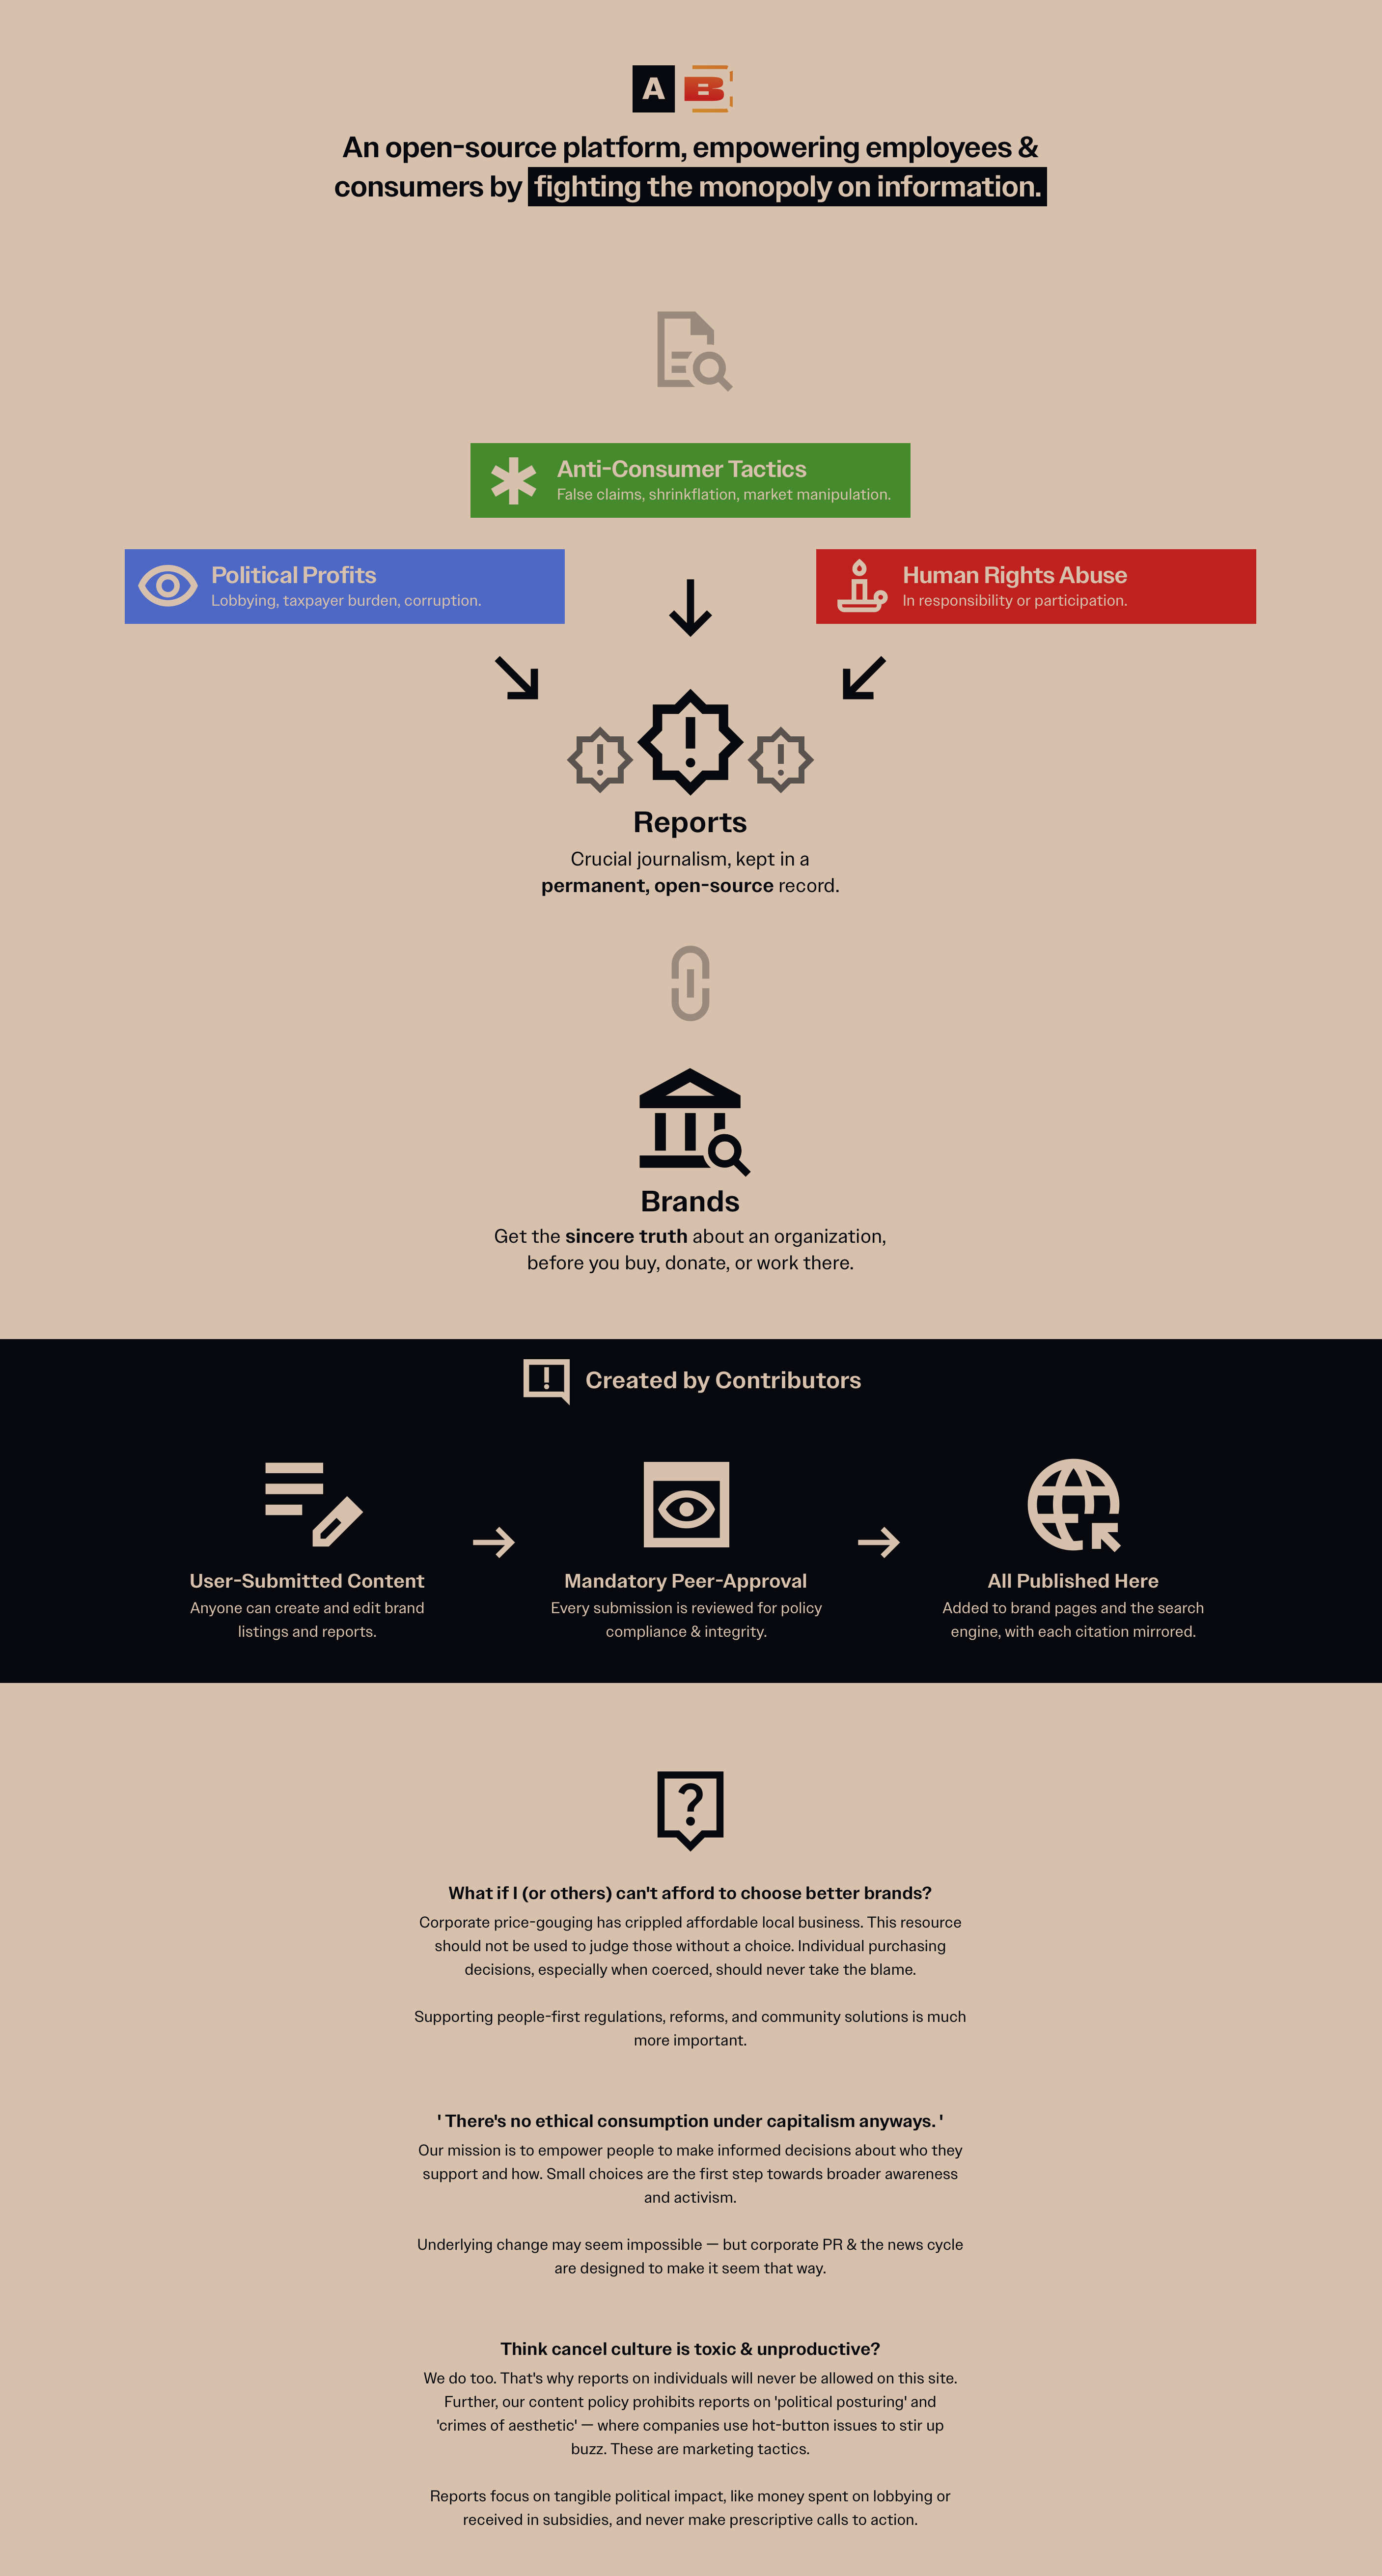 A B
An open-source platform, empowering employees &
consumers by fighting the monopoly on information.
Anti-Consumer Tactics
False claims, shrinkflation, market manipulation.
Political Profits
Lobbying, taxpayer burden, corruption.
Human Rights Abuse
In responsibility or participation.
Reports
Crucial journalism, kept in a
permanent, open-source record.
Brands
Get the sincere truth about an organization,
before you buy, donate, or work there.
Created by Contributors
User-Submitted Content
Anyone can create and edit brand
listings and reports.
Mandatory Peer-Approval
Every submission is reviewed for policy
compliance & integrity.
All Published Here
Added to brand pages and the search
engine, with each citation mirrored.
What if I (or others) can't afford to choose better brands?
Corporate price-gouging has crippled affordable local business. This resource
should not be used to judge those without a choice. Individual purchasing
decisions, especially when coerced, should never take the blame.
Supporting people-first regulations, reforms, and community solutions is much
more important.
' There's no ethical consumption under capitalism anyways. '
Our mission is to empower people to make informed decisions about who they
support and how. Small choices are the first step towards broader awareness
and activism.
Underlying change may seem impossible — but corporate PR & the news cycle
are designed to make it seem that way.
Think cancel culture is toxic & unproductive?
We do too. That's why reports on individuals will never be allowed on this site.
Further, our content policy prohibits reports on 'political posturing' and
'crimes of aesthetic' — where companies use hot-button issues to stir up
buzz. These are marketing tactics.
Reports focus on tangible political impact, like money spent on lobbying or
received in subsidies, and never make prescriptive calls to action.